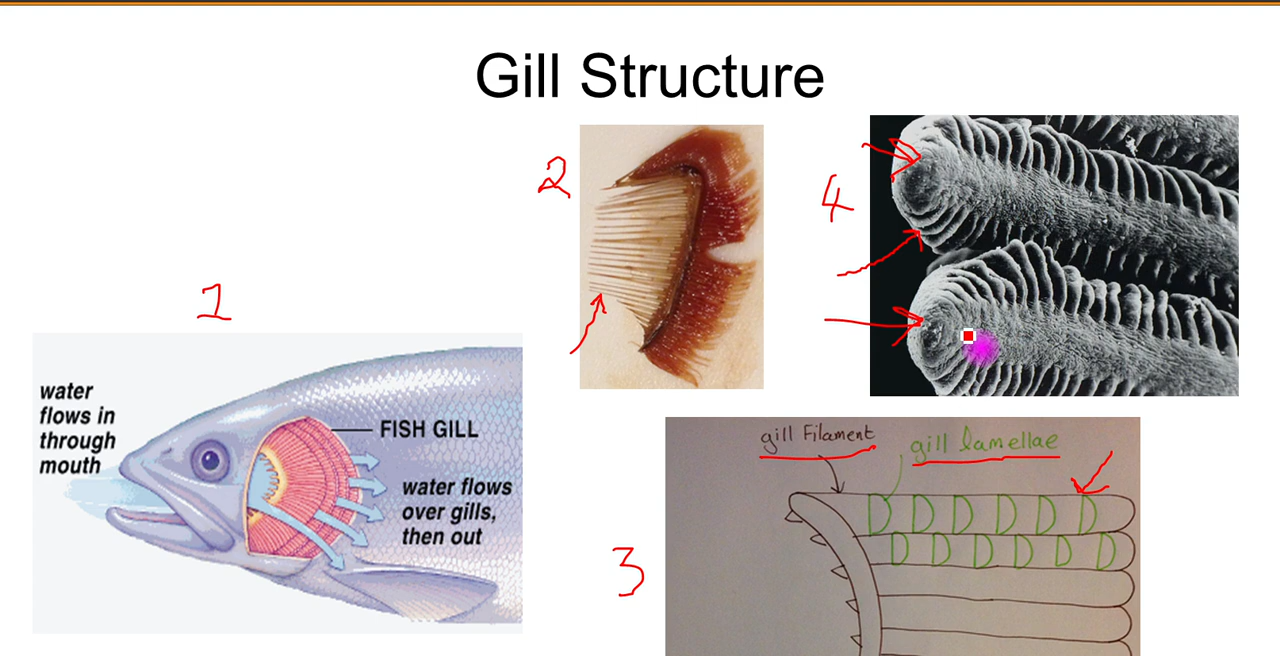 Gill Structure
2
4
1
water
flows in
through
mouth
FISH GILL
water flows
over gills,
then out
gill Filament
gill lamellae
3